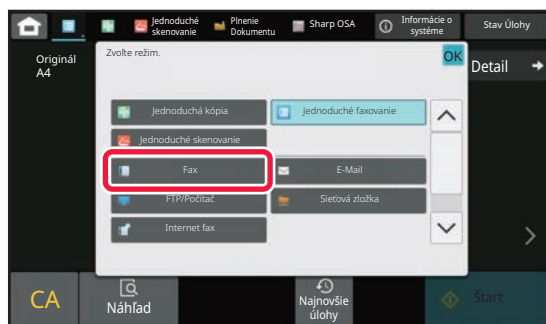 Jednoduché
skenovanie
Plnenie
Dokumentu
Sharp OSA
Informácie o
systéme
Stav Úlohy
Originál
A4
Zvoľte režim.
OK
Detail
Jednoduchá kópia
Jednoduché faxovanie
Jednoduché skenovanie
Fax
E-Mail
FTP/Počítač
Sieťová zložka
Internet fax
CA
Náhľad
Najnovšie
úlohy
Štart